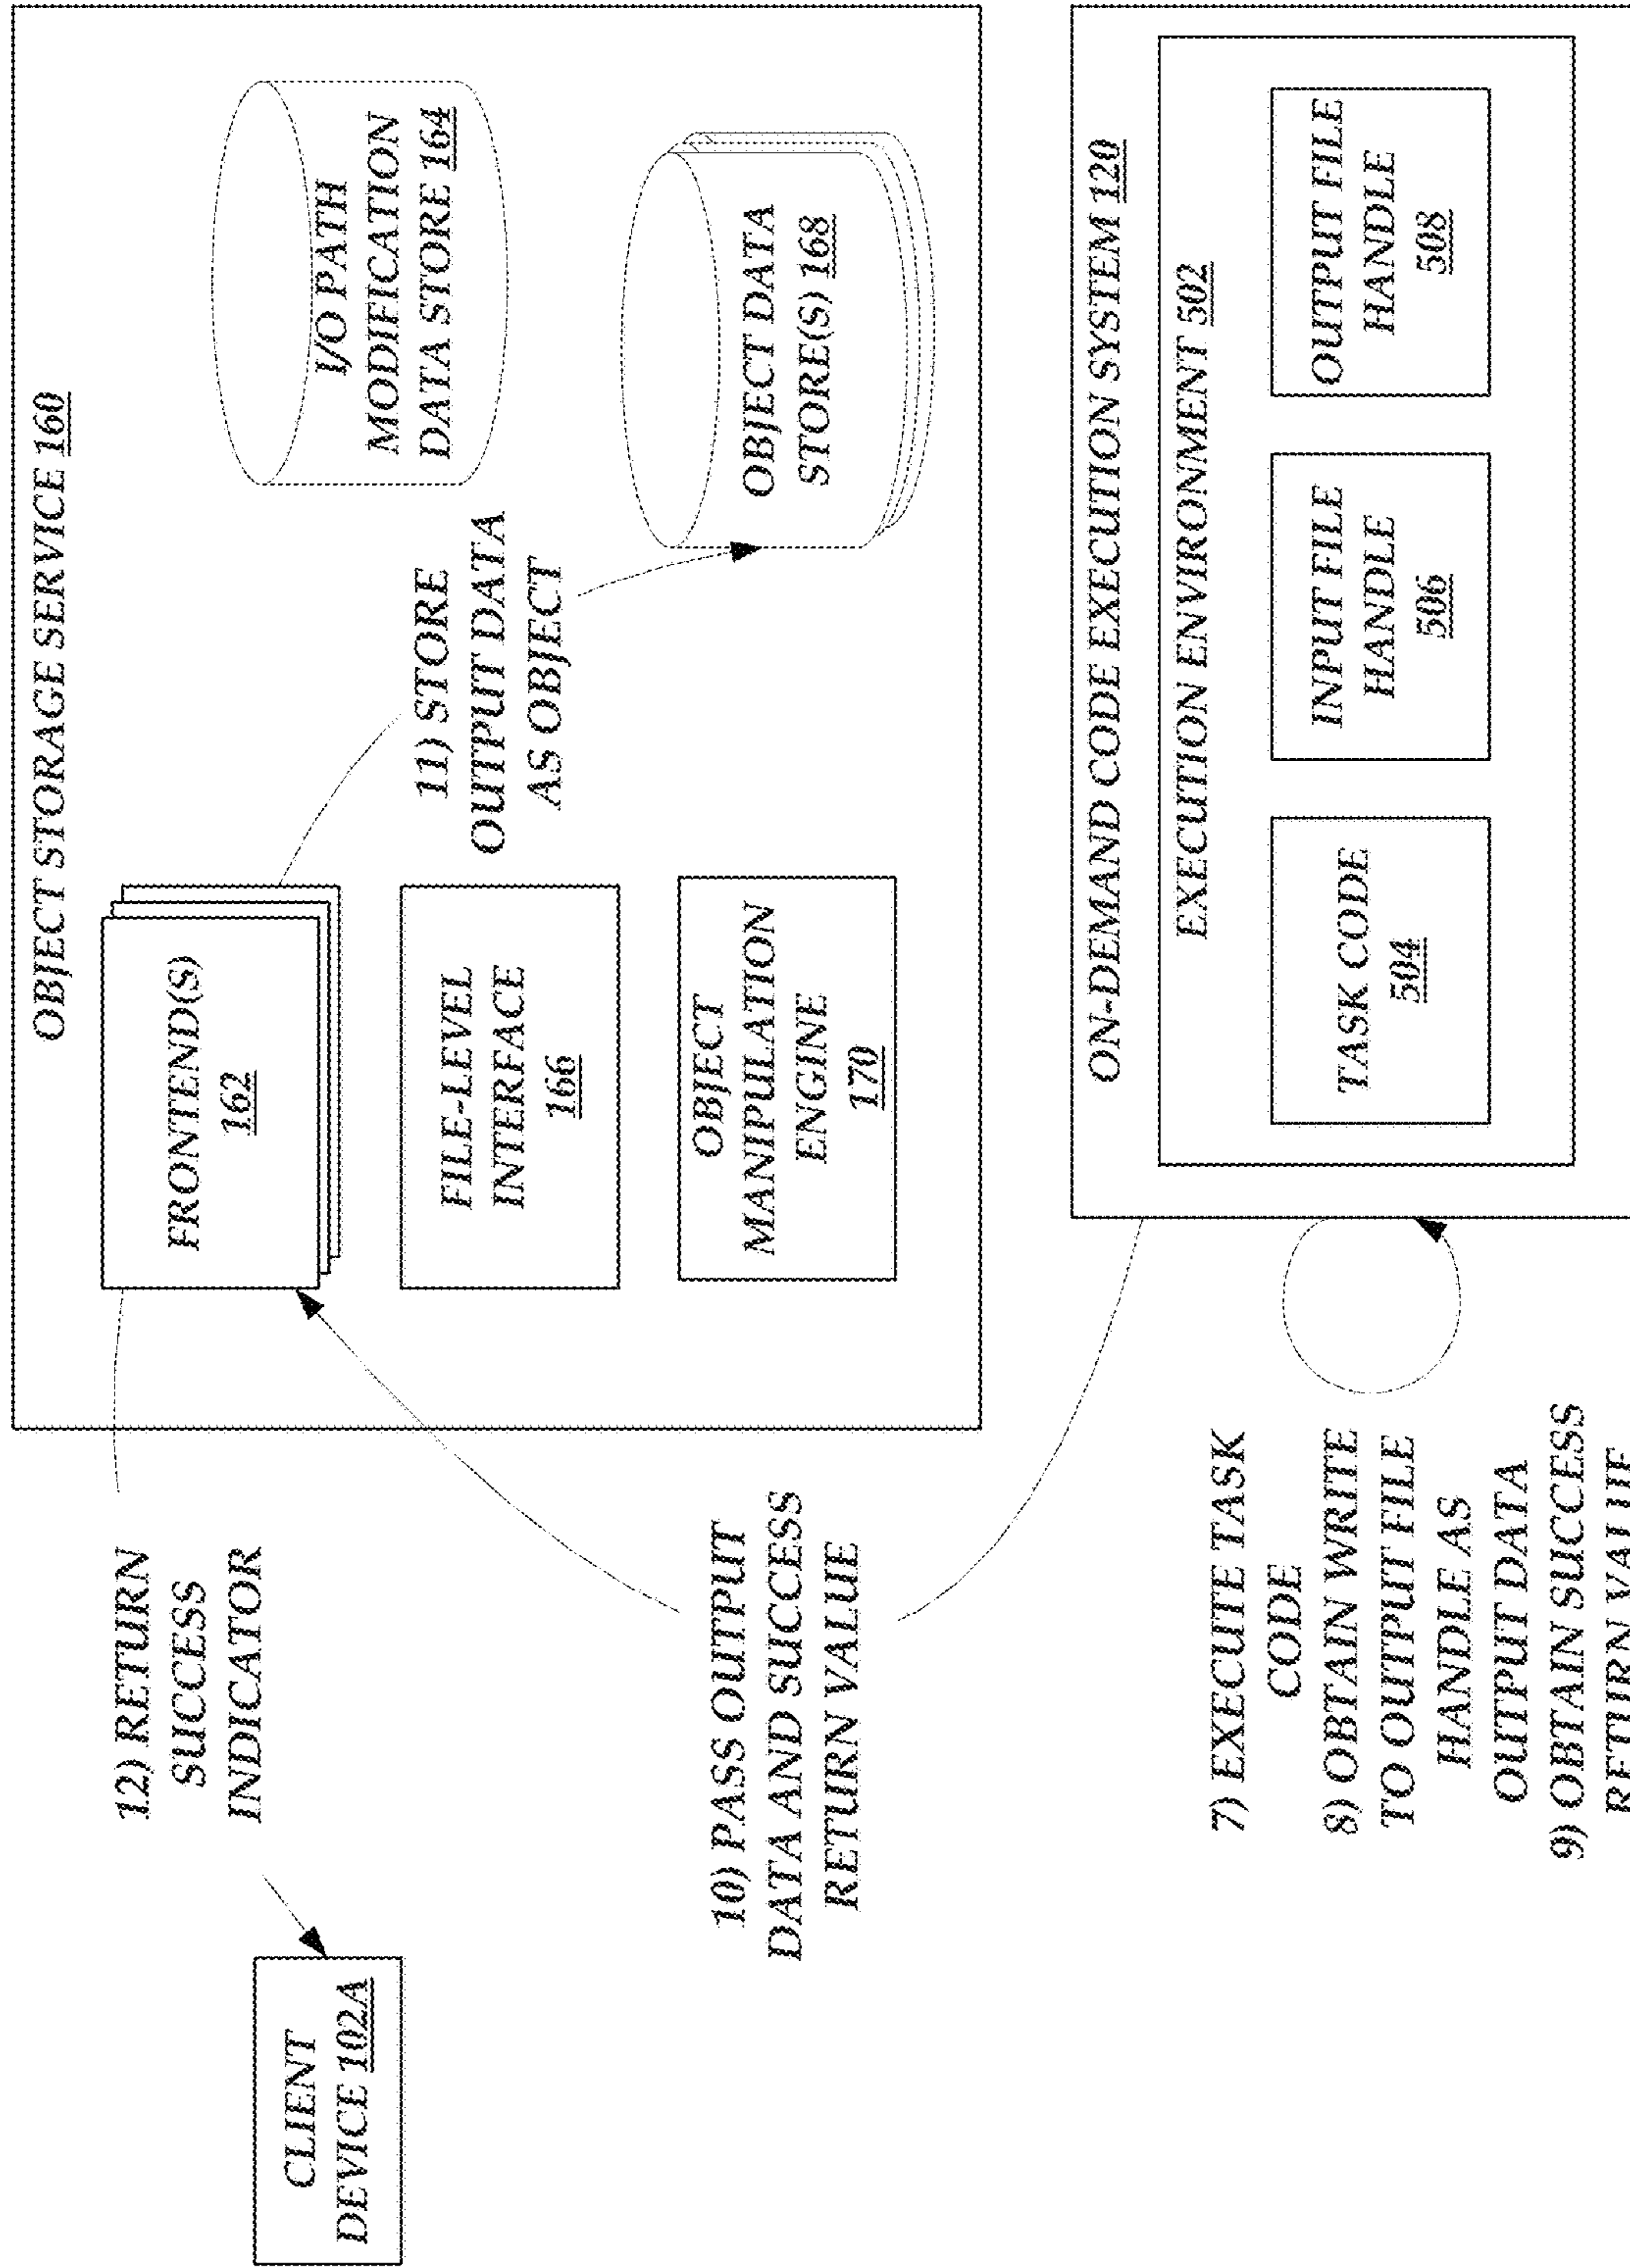 OBJECT STORAGE SERVICE 160
FRONTEND(S)
162
FILE-LEVEL
INTERFACE
166
OBJECT
MANIPULATION
ENGINE
170
I/O PATH
MODIFICATION
DATA STORE 164
OBJECT DATA
STORE(S) 168
11) STORE
OUTPUT DATA
AS OBJECT
12) RETURN
SUCCESS
INDICATOR
CLIENT
DEVICE 102A
10) PASS OUTPUT
DATA AND SUCCESS
RETURN VALUE
ON-DEMAND CODE EXECUTION SYSTEM 120
EXECUTION ENVIRONMENT 502
TASK CODE
504
INPUT FILE
HANDLE
506
OUTPUT FILE
HANDLE
508
7) EXECUTE TASK
CODE
8) OBTAIN WRITE
TO OUTPUT FILE
HANDLE AS
OUTPUT DATA
9) OBTAIN SUCCESS
RETURN VALUE